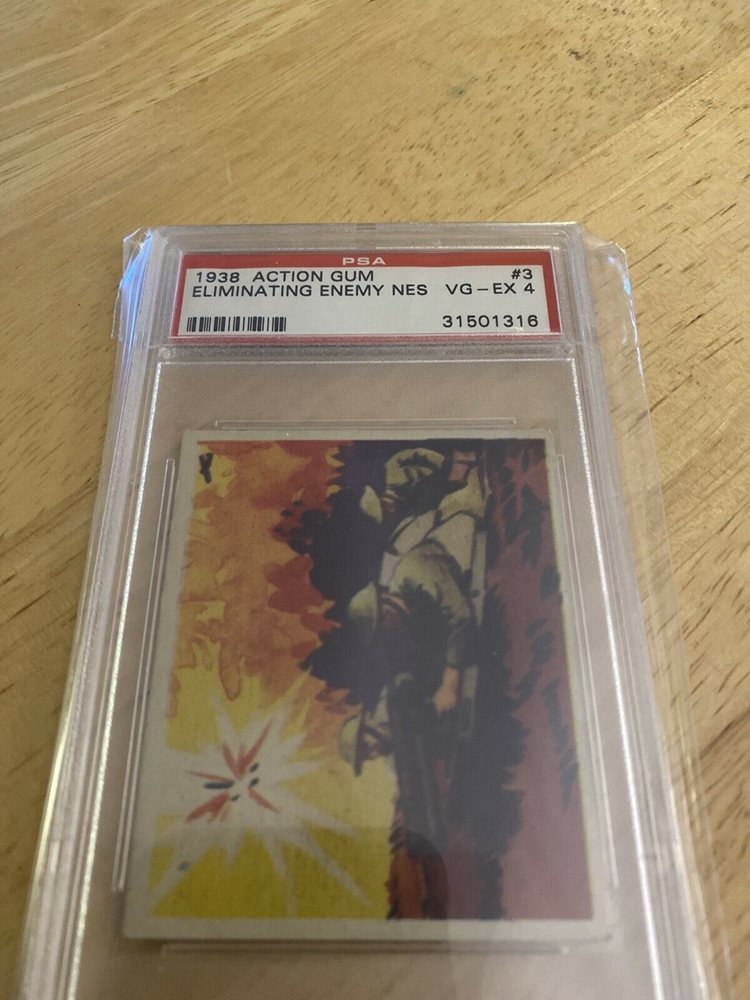 PSA
1938 ACTION GUM #3
ELIMINATING ENEMY NES VG-EX 4
31501316